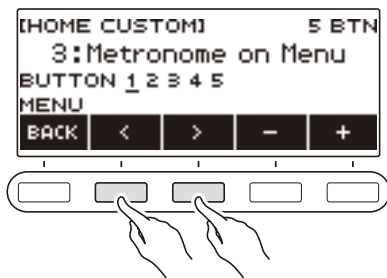 [HOME CUSTOM] 5 BTN
3:Metronome on Menu
BUTTON 1 2 3 4 5
MENU
BACK < > - +